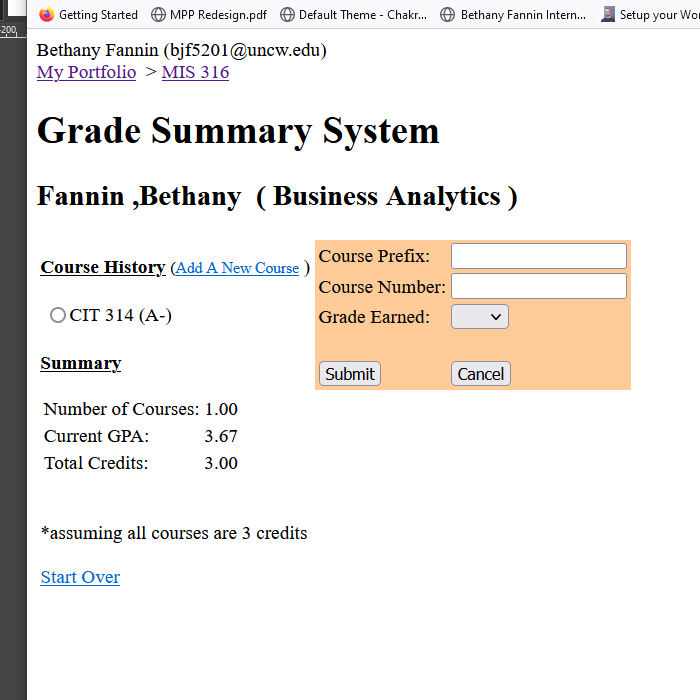 Getting Started MPP Redesign.pdf Default Theme - Chakr... Bethany Fannin Intern... Setup your Wor
-200
Bethany Fannin (bjf5201@uncw.edu)
My Portfolio > MIS 316
Grade Summary System
Fannin ,Bethany ( Business Analytics )
Course History (Add A New Course )
CIT 314 (A-)
Summary
Number of Courses: 1.00
Current GPA: 3.67
Total Credits: 3.00
*assuming all courses are 3 credits
Start Over
Course Prefix:
Course Number:
Grade Earned:
Submit Cancel